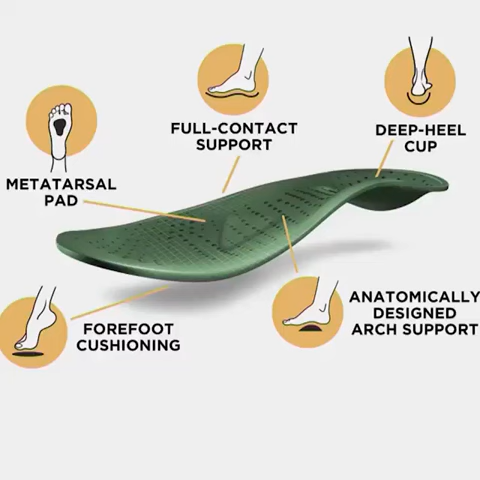 FULL-CONTACT
SUPPORT
DEEP-HEEL
CUP
METATARSAL
PAD
FOREFOOT
CUSHIONING
ANATOMICALLY
DESIGNED
ARCH SUPPORT